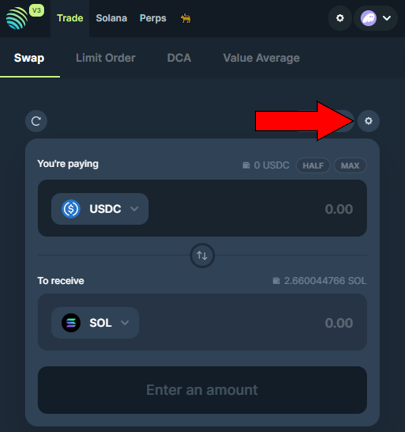 V3
Trade Solana Perps
Swap Limit Order DCA Value Average
You're paying 0 USDC HALF MAX
USDC 0.00
To receive 2.660044766 SOL
SOL 0.00
Enter an amount